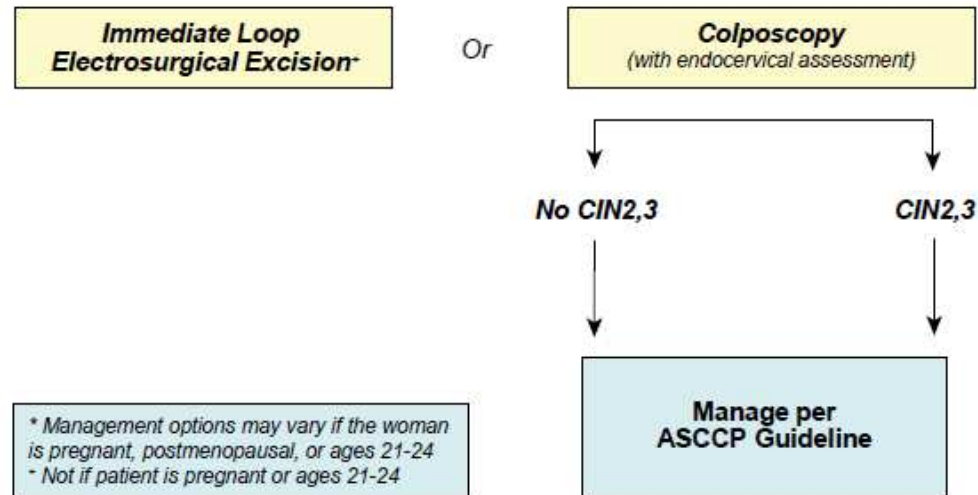 Immediate Loop
Electrosurgical Excision⁺
Or
Colposcopy
(with endocervical assessment)
No CIN2,3
CIN2,3
* Management options may vary if the woman
is pregnant, postmenopausal, or ages 21-24
⁺ Not if patient is pregnant or ages 21-24
Manage per
ASCCP Guideline